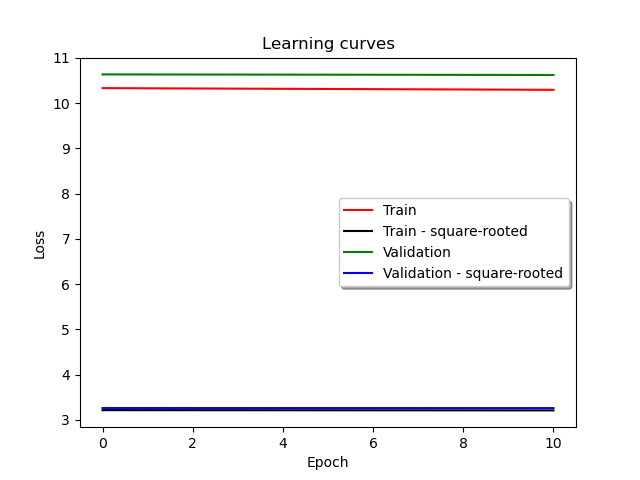 Learning curves
11
10
9
8
7
6
5
4
3
Loss
Train
Train - square-rooted
Validation
Validation - square-rooted
0 2 4 6 8 10
Epoch